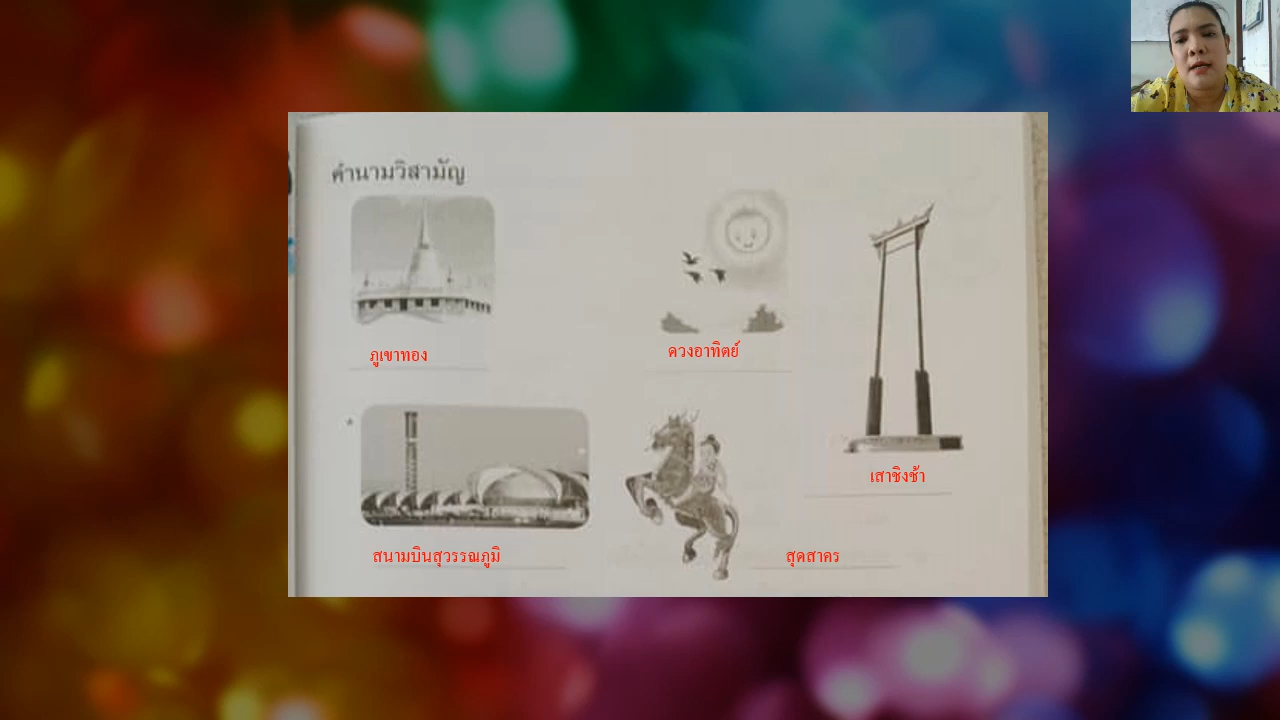 คำนามวิสามัญ
ภูเขาทอง
ดวงอาทิตย์
เสาชิงช้า
สนามบินสุวรรณภูมิ
สุดสาคร